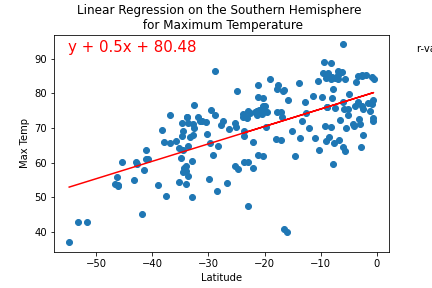 Linear Regression on the Southern Hemisphere
for Maximum Temperature
y + 0.5x + 80.48
r-va
90
80
70
60
50
40
Max Temp
−50
−40
−30
−20
−10
0
Latitude